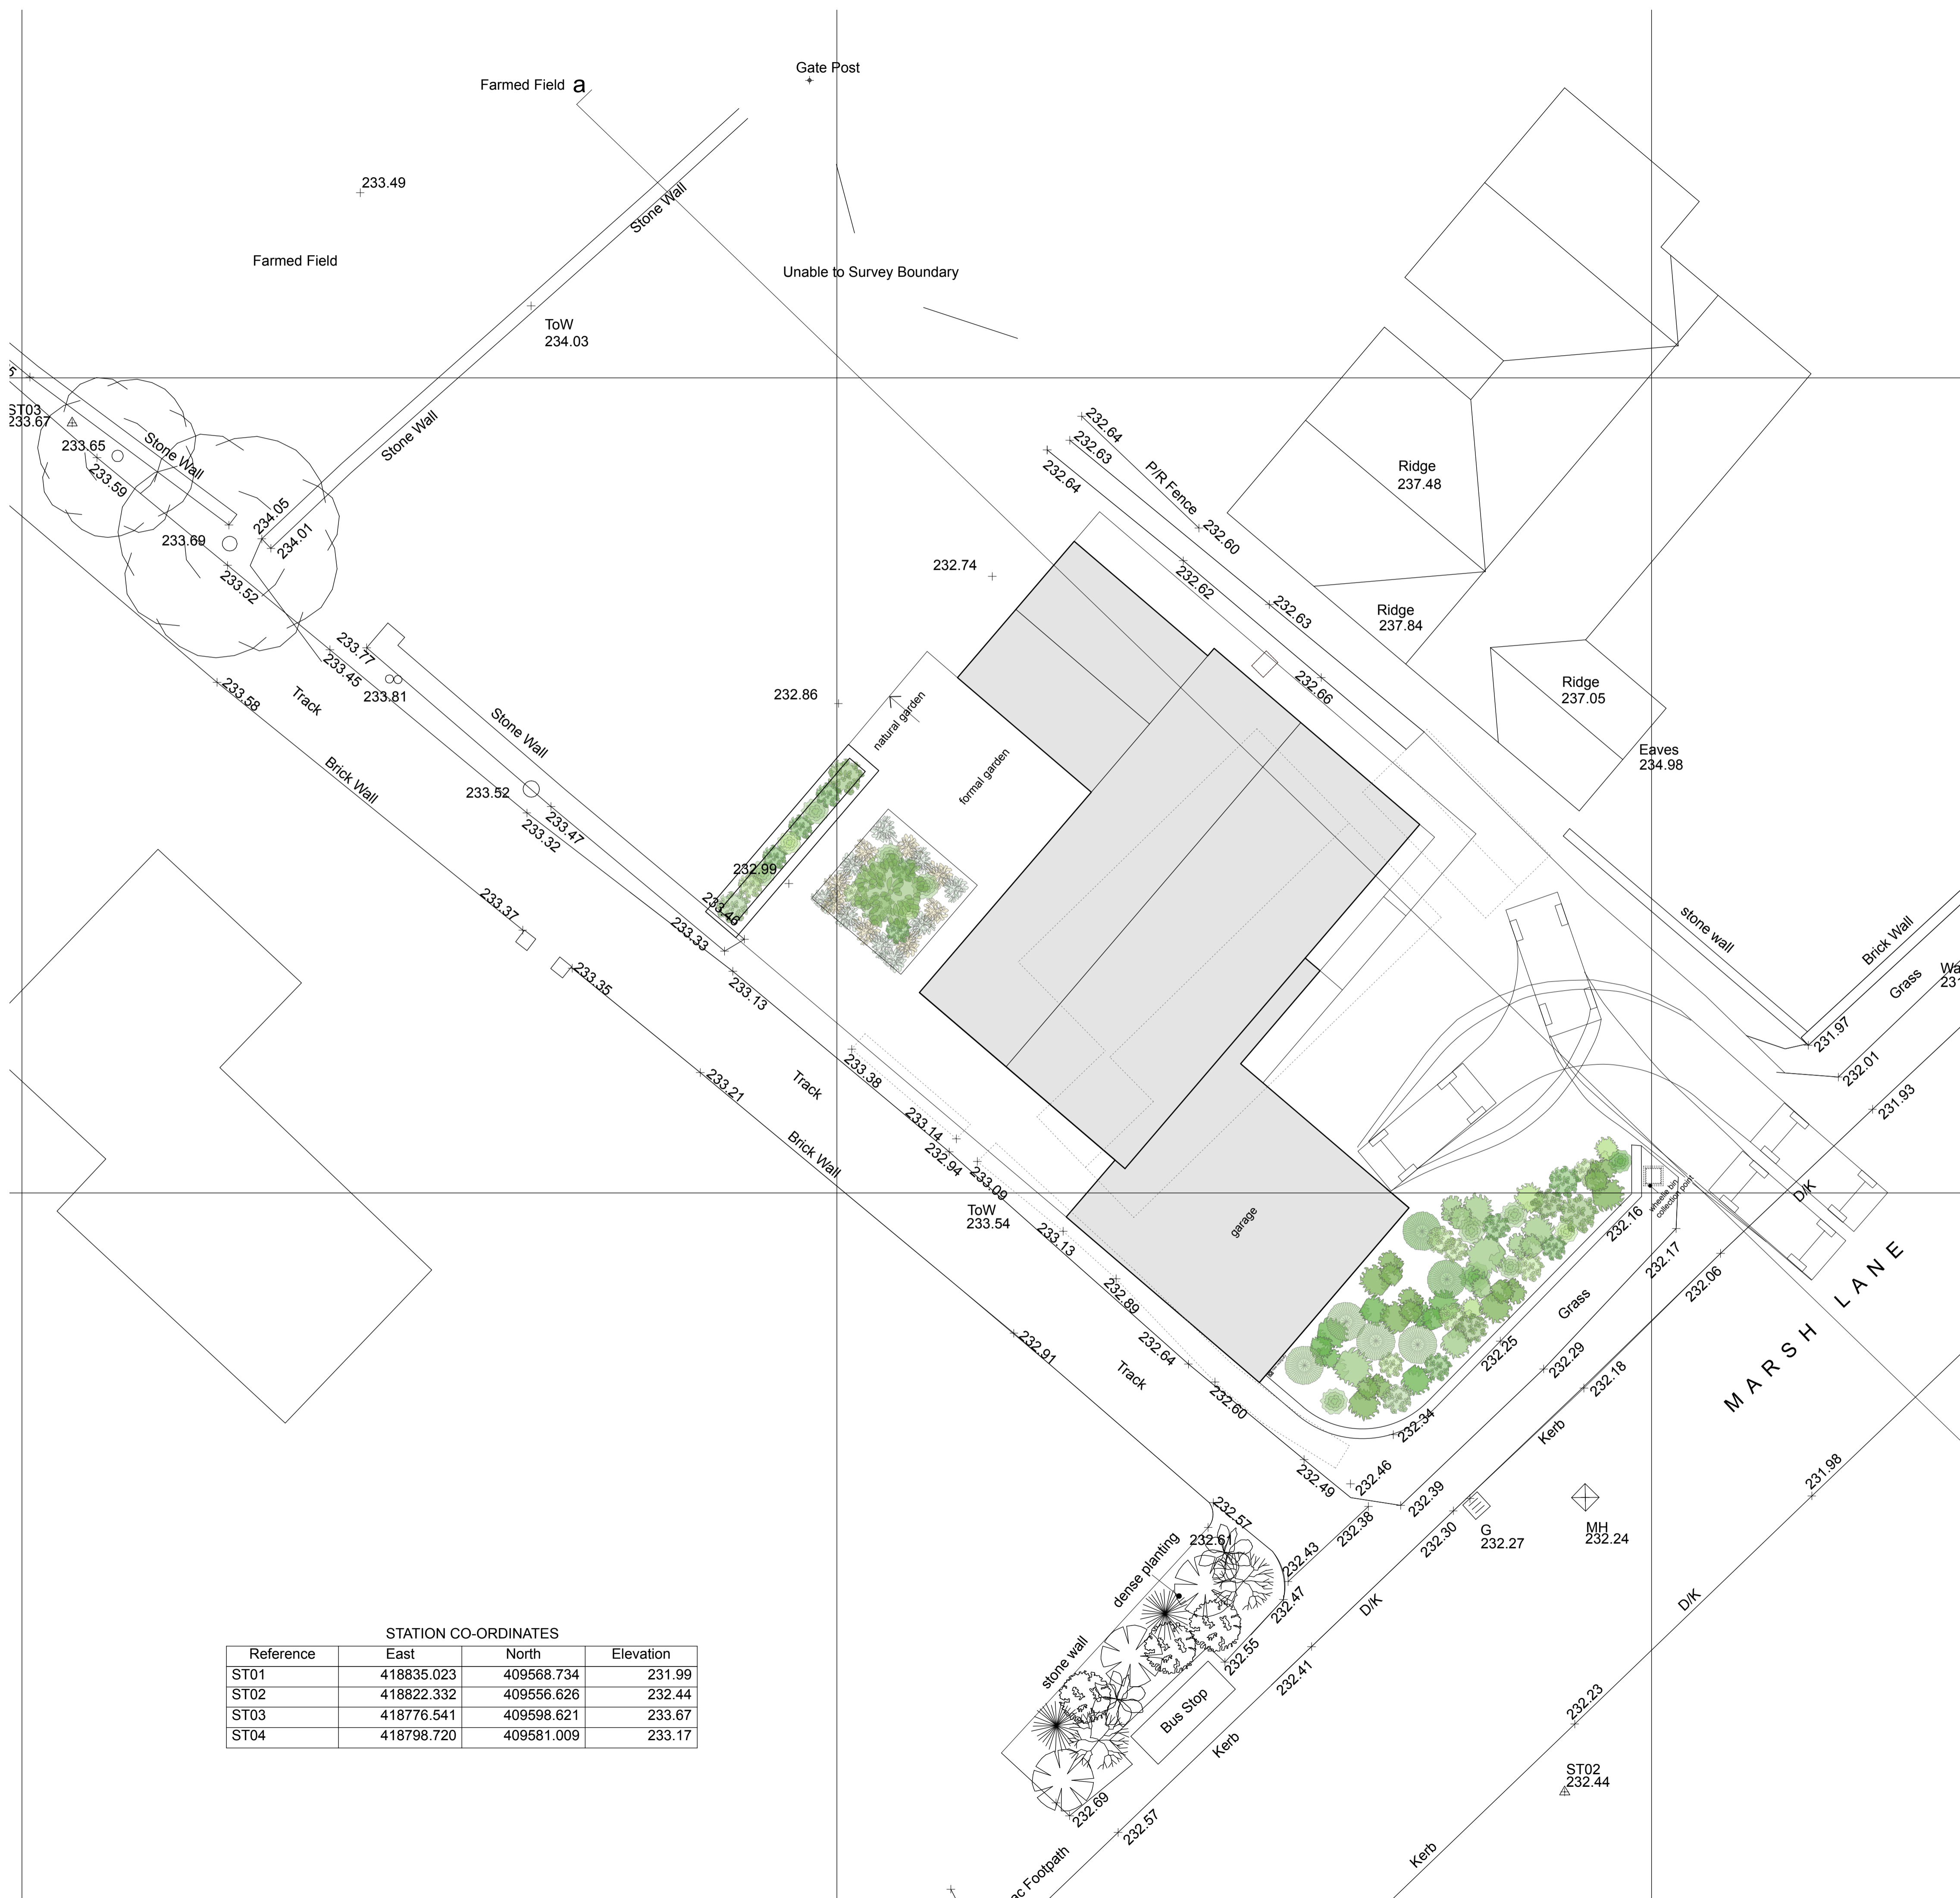 Gate Post
Farmed Field a
233.49
Stone Wall
Farmed Field
Unable to Survey Boundary
ToW
234.03
ST03
233.67
233.65
233.59
Stone Wall
Stone Wall
234.05
234.01
233.69
233.52
232.64
232.63
232.64
P/R Fence
232.60
Ridge
237.48
232.74
232.62
232.63
Ridge
237.84
233.77
233.45
233.81
233.58
Track
232.86
232.66
Ridge
237.05
natural garden
Stone Wall
Brick Wall
formal garden
Eaves
234.98
233.52
233.47
233.32
232.99
233.46
233.37
233.33
233.35
233.13
stone wall
Brick Wall
Grass
231.97
232.01
231.93
233.38
233.21
Track
233.14
232.94
Brick Wall
233.09
ToW
233.54
233.13
garage
wheelie bin
collection point
D/K
232.16
232.17
232.06
232.89
Grass
MARSH LANE
232.64
232.91
Track
232.25
232.29
232.18
232.60
232.34
Kerb
232.49
232.46
232.39
231.98
232.57
232.38
232.30
G
232.27
MH
232.24
232.61
232.43
dense planting
232.47
D/K
D/K
STATION CO-ORDINATES
Reference East North Elevation
ST01 418835.023 409568.734 231.99
ST02 418822.332 409556.626 232.44
ST03 418776.541 409598.621 233.67
ST04 418798.720 409581.009 233.17
stone wall
232.55
232.41
Bus Stop
Kerb
232.23
ST02
232.44
232.69
232.57
Kerb
Footpath